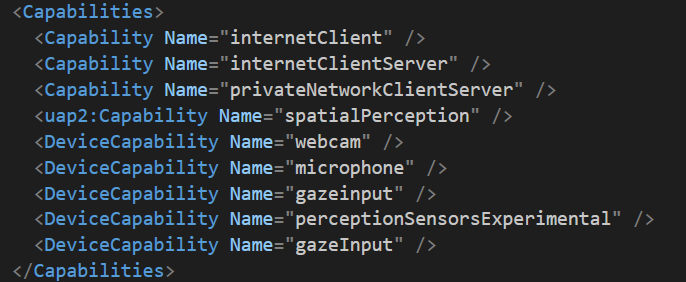 <Capabilities>
<Capability Name="internetClient" />
<Capability Name="internetClientServer" />
<Capability Name="privateNetworkClientServer" />
<uap2:Capability Name="spatialPerception" />
<DeviceCapability Name="webcam" />
<DeviceCapability Name="microphone" />
<DeviceCapability Name="gazeinput" />
<DeviceCapability Name="perceptionSensorsExperimental" />
<DeviceCapability Name="gazeInput" />
</Capabilities>